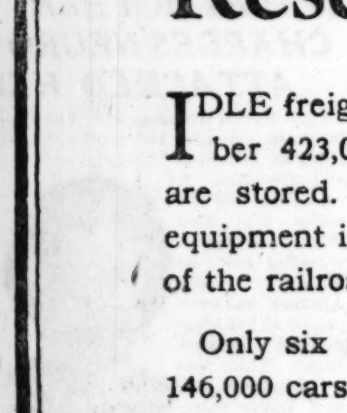 IDLE freig
ber 423,0
are stored.
equipment i
of the railro
Only six
146,000 cars